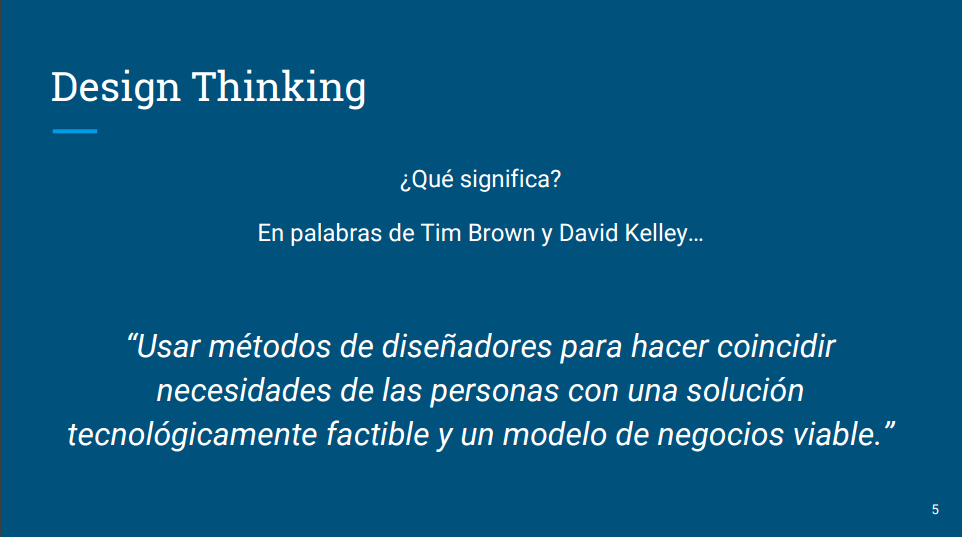 Design Thinking
¿Qué significa?
En palabras de Tim Brown y David Kelley…
“Usar métodos de diseñadores para hacer coincidir
necesidades de las personas con una solución
tecnológicamente factible y un modelo de negocios viable.”
5